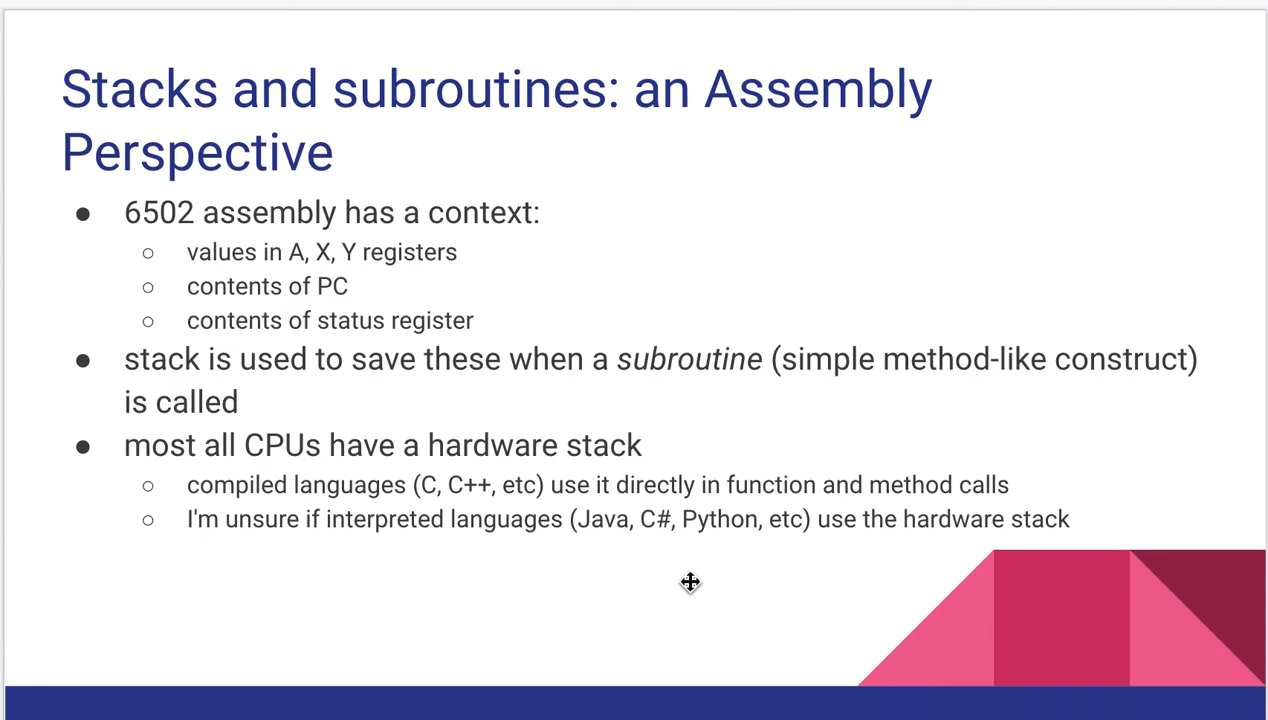 Stacks and subroutines: an Assembly
Perspective
● 6502 assembly has a context:
○ values in A, X, Y registers
○ contents of PC
○ contents of status register
● stack is used to save these when a subroutine (simple method-like construct)
is called
● most all CPUs have a hardware stack
○ compiled languages (C, C++, etc) use it directly in function and method calls
○ I'm unsure if interpreted languages (Java, C#, Python, etc) use the hardware stack